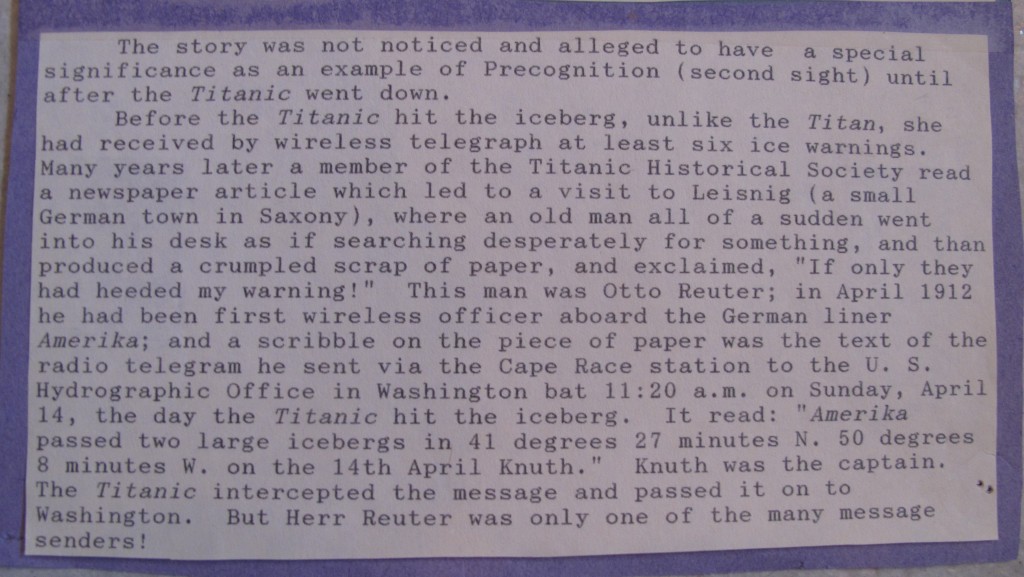 The story was not noticed and alleged to have a special
significance as an example of Precognition (second sight) until
after the Titanic went down.
Before the Titanic hit the iceberg, unlike the Titan, she
had received by wireless telegraph at least six ice warnings.
Many years later a member of the Titanic Historical Society read
a newspaper article which led to a visit to Leisnig (a small
German town in Saxony), where an old man all of a sudden went
into his desk as if searching desperately for something, and than
produced a crumpled scrap of paper, and exclaimed, "If only they
had heeded my warning!" This man was Otto Reuter; in April 1912
he had been first wireless officer aboard the German liner
Amerika; and a scribble on the piece of paper was the text of the
radio telegram he sent via the Cape Race station to the U. S.
Hydrographic Office in Washington bat 11:20 a.m. on Sunday, April
14, the day the Titanic hit the iceberg. It read: "Amerika
passed two large icebergs in 41 degrees 27 minutes N. 50 degrees
8 minutes W. on the 14th April Knuth." Knuth was the captain.
The Titanic intercepted the message and passed it on to
Washington. But Herr Reuter was only one of the many message
senders!